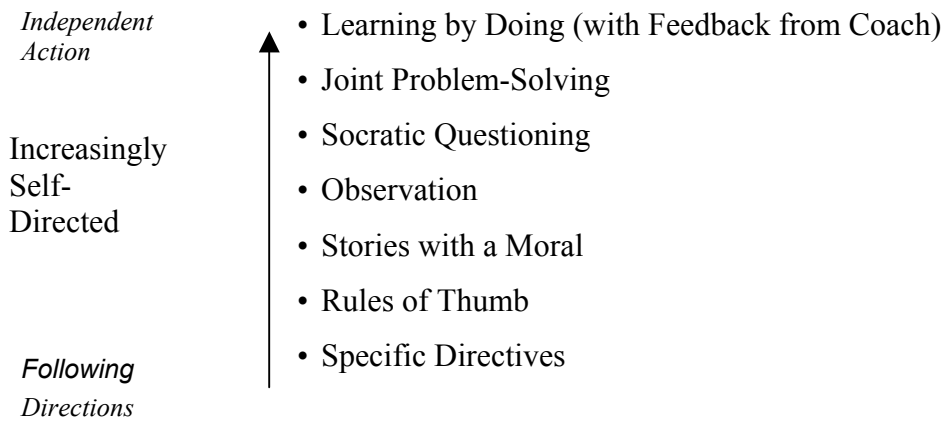 Independent
Action
Increasingly
Self-
Directed
Following
Directions
• Learning by Doing (with Feedback from Coach)
• Joint Problem-Solving
• Socratic Questioning
• Observation
• Stories with a Moral
• Rules of Thumb
• Specific Directives